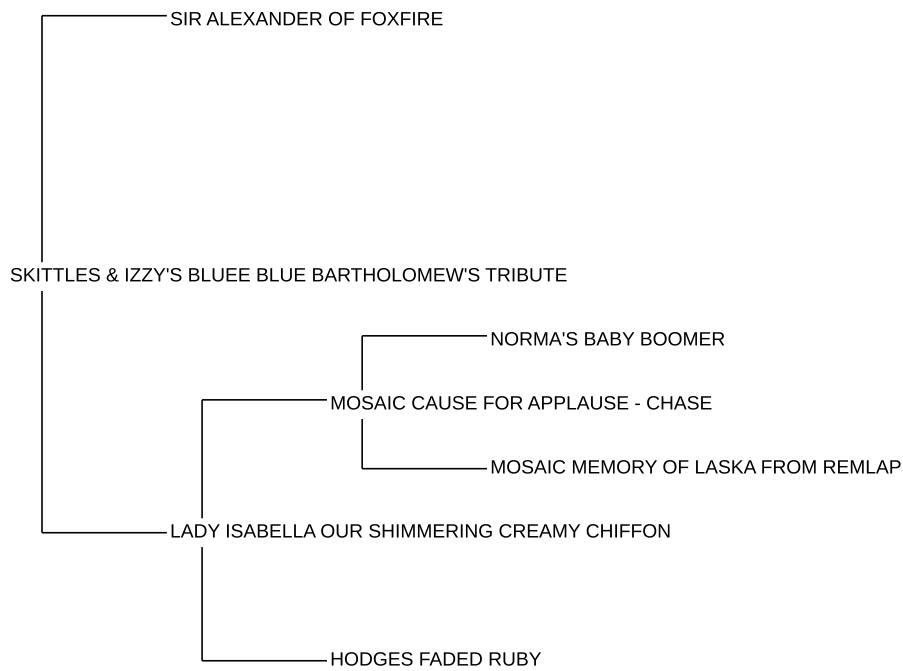 SIR ALEXANDER OF FOXFIRE
SKITTLES & IZZY'S BLUEE BLUE BARTHOLOMEW'S TRIBUTE
NORMA'S BABY BOOMER
MOSAIC CAUSE FOR APPLAUSE - CHASE
MOSAIC MEMORY OF LASKA FROM REMLAP
LADY ISABELLA OUR SHIMMERING CREAMY CHIFFON
HODGES FADED RUBY